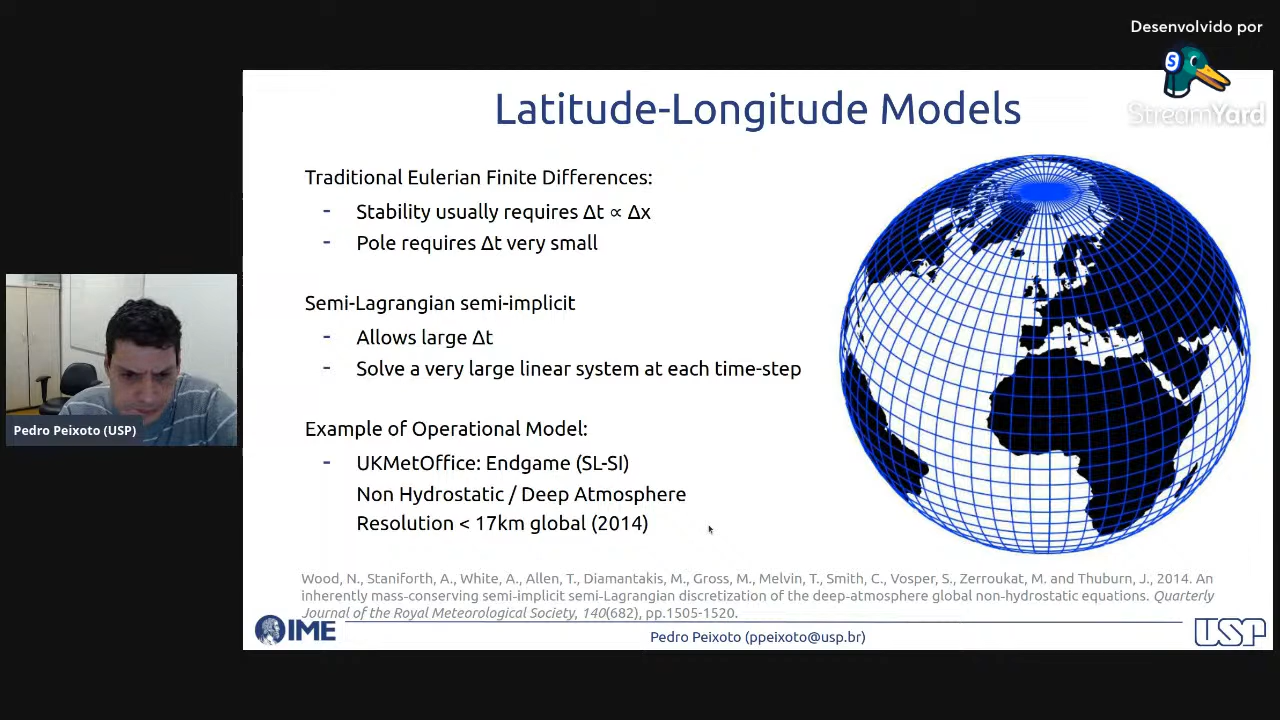 Desenvolvido por
S
StreamYard
Latitude-Longitude Models
Traditional Eulerian Finite Differences:
- Stability usually requires Δt ∝ Δx
- Pole requires Δt very small
Semi-Lagrangian semi-implicit
- Allows large Δt
- Solve a very large linear system at each time-step
Example of Operational Model:
- UKMetOffice: Endgame (SL-SI)
Non Hydrostatic / Deep Atmosphere
Resolution < 17km global (2014)
Pedro Peixoto (USP)
Wood, N., Staniforth, A., White, A., Allen, T., Diamantakis, M., Gross, M., Melvin, T., Smith, C., Vosper, S., Zerroukat, M. and Thuburn, J., 2014. An
inherently mass-conserving semi-implicit semi-Lagrangian discretization of the deep-atmosphere global non-hydrostatic equations. Quarterly
Journal of the Royal Meteorological Society, 140(682), pp.1505-1520.
IME
Pedro Peixoto (ppeixoto@usp.br)
USP